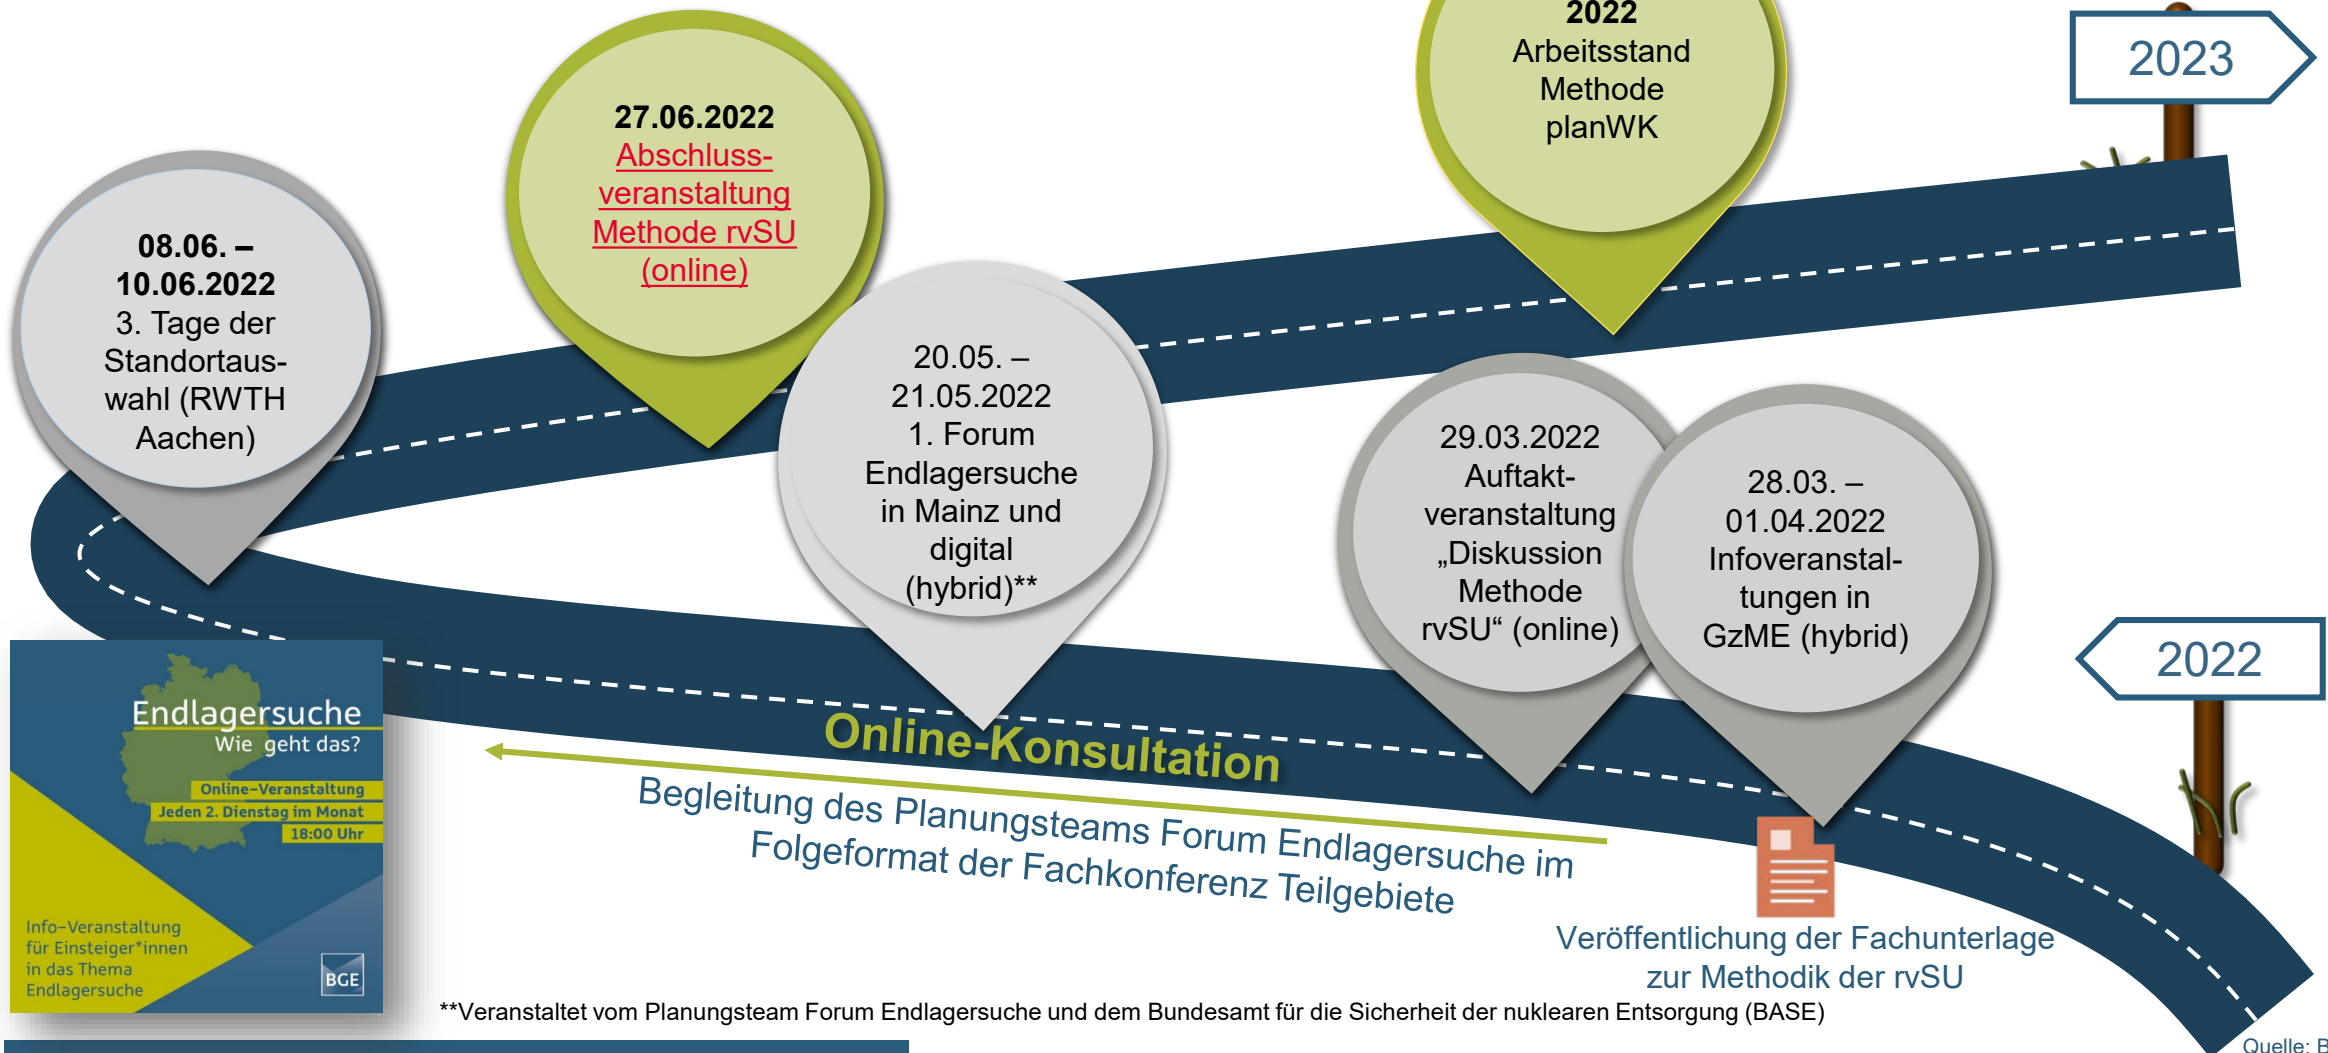 2022
Arbeitsstand
Methode
planWK
2023
27.06.2022
Abschluss-
veranstaltung
Methode rvSU
(online)
08.06. –
10.06.2022
3. Tage der
Standortaus-
wahl (RWTH
Aachen)
20.05. –
21.05.2022
1. Forum
Endlagersuche
in Mainz und
digital
(hybrid)**
29.03.2022
Auftakt-
veranstaltung
„Diskussion
Methode
rvSU“ (online)
28.03. –
01.04.2022
Infoveranstal-
tungen in
GzME (hybrid)
2022
Online-Konsultation
Begleitung des Planungsteams Forum Endlagersuche im
Folgeformat der Fachkonferenz Teilgebiete
Veröffentlichung der Fachunterlage
zur Methodik der rvSU
Endlagersuche
Wie geht das?
Online-Veranstaltung
Jeden 2. Dienstag im Monat
18:00 Uhr
Info-Veranstaltung
für Einsteiger*innen
in das Thema
Endlagersuche
BGE
**Veranstaltet vom Planungsteam Forum Endlagersuche und dem Bundesamt für die Sicherheit der nuklearen Entsorgung (BASE)
Quelle: